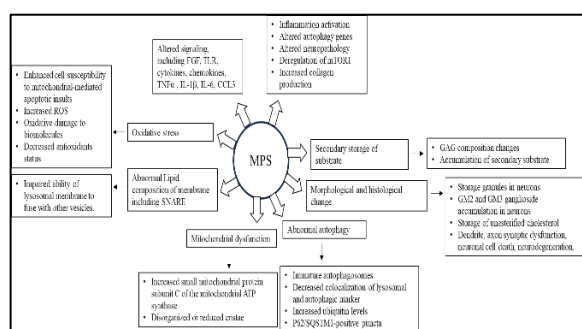 Altered signaling,
including FGF, TLR,
cytokines, chemokines,
TNFα , IL-1β, IL-6, CCL3
• Inflammation activation
• Altered autophagy genes
• Altered neuropathology
• Deregulation of mTOR1
• Increased collagen
production
• Enhanced cell susceptibility
to mitochondrial-mediated
apoptotic insults
• Increased ROS
• Oxidative damage to
biomolecules
• Decreased antioxidants
status
Oxidative stress
MPS
Secondary storage of
substrate
• GAG composition changes
• Accumulation of secondary substrate
• Impaired ability of
lysosomal membrane to
fuse with other vesicles.
Abnormal Lipid
composition of membrane
including SNARE.
Morphological and histological
change
• Storage granules in neurons
• GM2 and GM3 ganglioside
accumulation in neurons
• Storage of unesterified cholesterol
• Dendrite, axon synaptic dysfunction,
neuronal cell death, neurodegeneration.
Mitochondrial dysfunction
Abnormal autophagy
• Increased small mitochondrial protein
subunit C of the mitochondrial ATP
synthase
• Disorganized or reduced cristae
• Immature autophagosomes
• Decreased colocalization of lysosomal
and autophagic marker
• Increased ubiquitin levels
• P62/SQSTM1-positive puncta